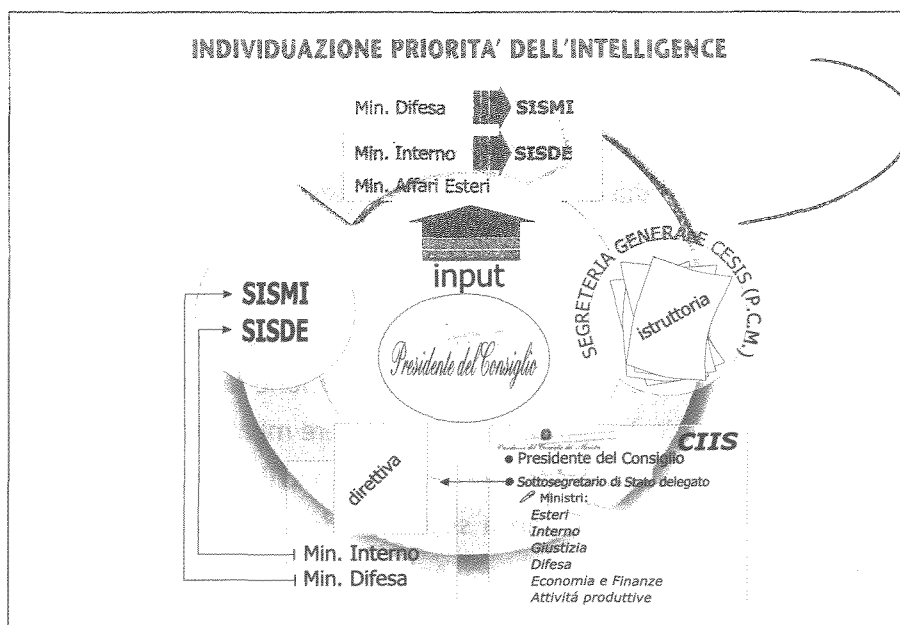 INDIVIDUAZIONE PRIORITA' DELL'INTELLIGENCE
Min. Difesa SISMI
Min. Interno SISDE
Min. Affari Esteri
input
SEGRETERIA GENERALE CESIS (P.C.M.)
istruttoria
SISMI
SISDE
Presidente del Consiglio
CIIS
• Presidente del Consiglio
• Sottosegretario di Stato delegato
Ministri:
Esteri
Interno
Giustizia
Difesa
Economia e Finanze
Attivitá produttive
direttiva
Min. Interno
Min. Difesa